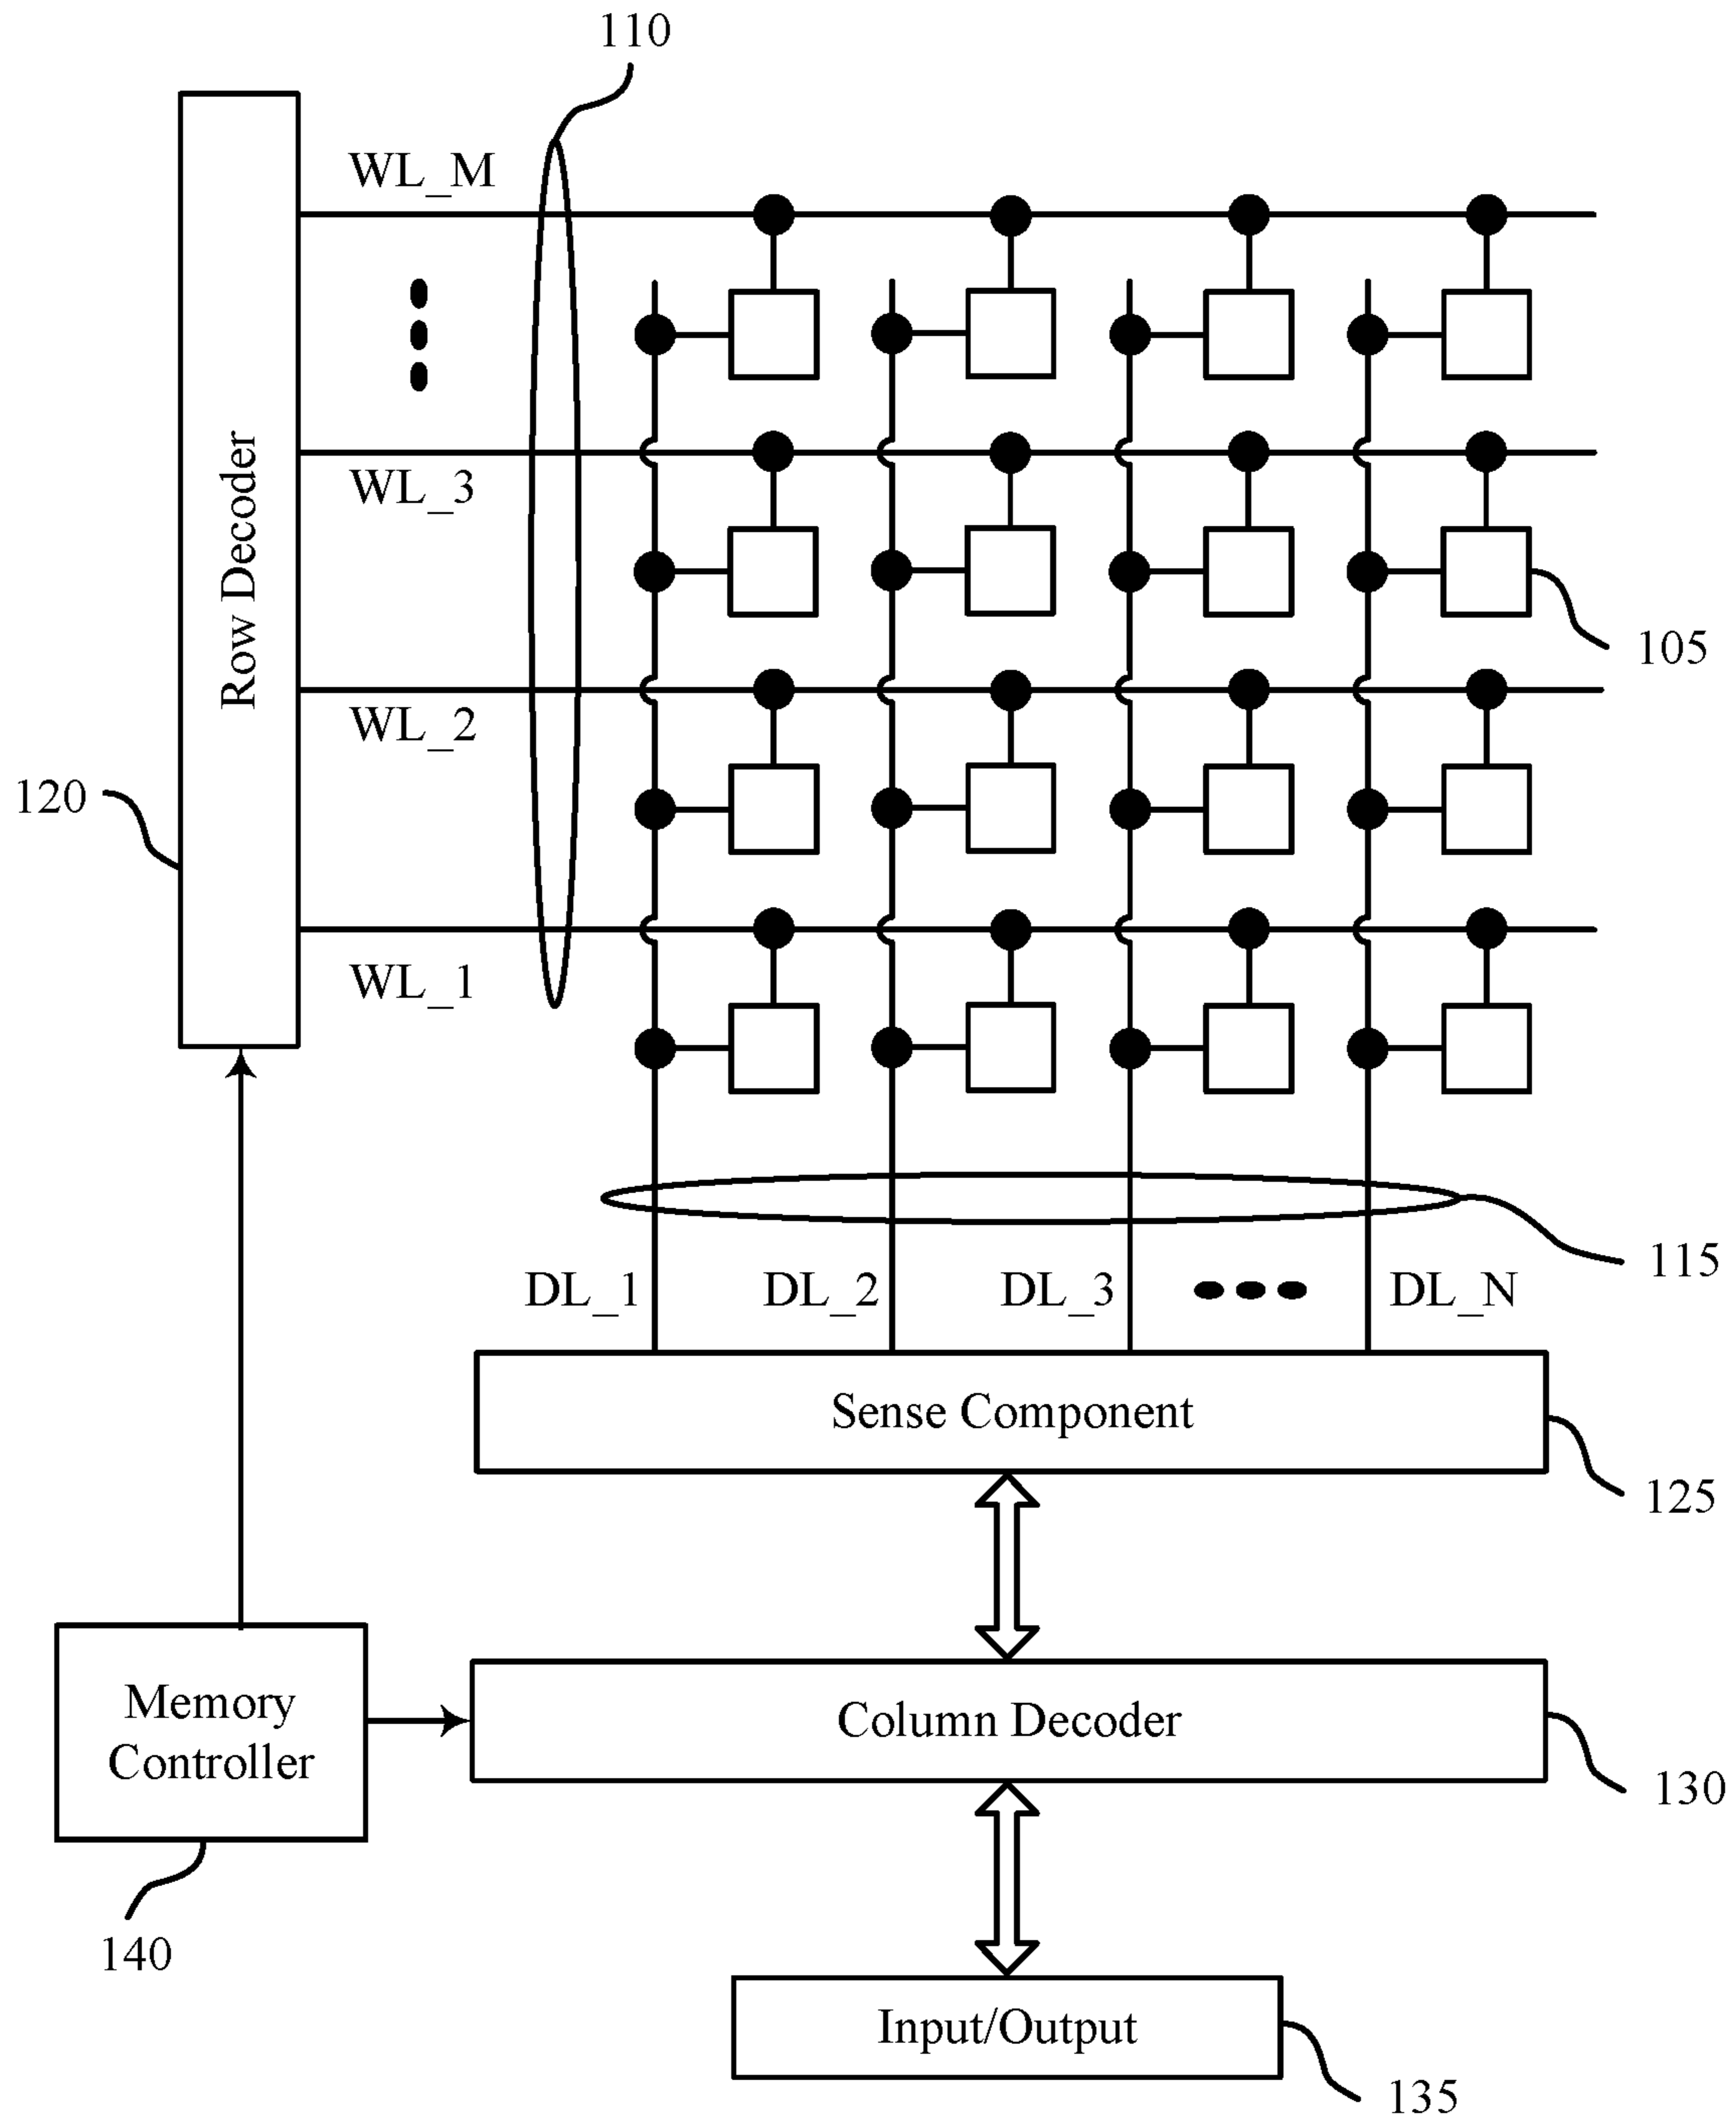 110
WL_M
WL_3
Row Decoder
105
WL_2
120
WL_1
115
DL_1
DL_2
DL_3
DL_N
Sense Component
125
Memory
Controller
Column Decoder
130
140
Input/Output
135